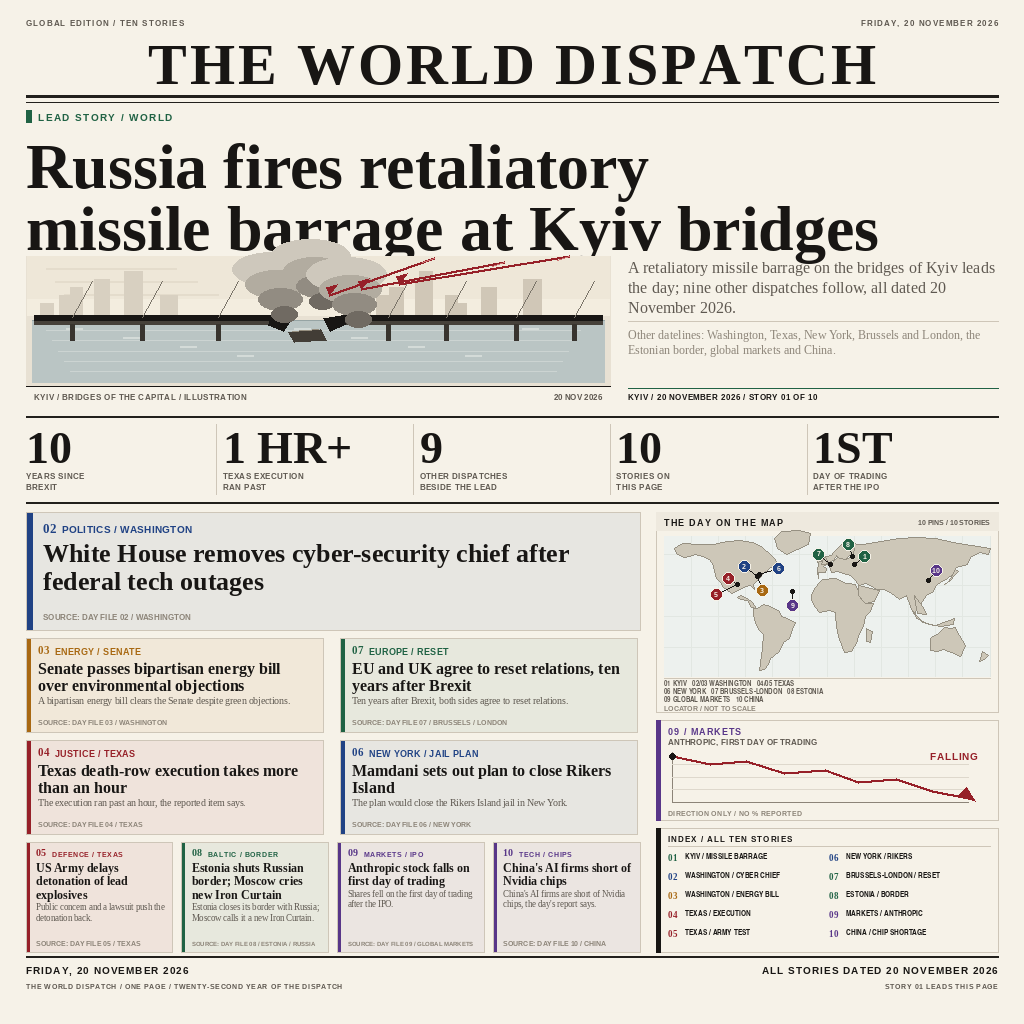 GLOBAL EDITION / TEN STORIES
FRIDAY, 20 NOVEMBER 2026
THE WORLD DISPATCH
LEAD STORY / WORLD
Russia fires retaliatory
missile barrage at Kyiv bridges
KYIV / BRIDGES OF THE CAPITAL / ILLUSTRATION
20 NOV 2026
A retaliatory missile barrage on the bridges of Kyiv leads
the day; nine other dispatches follow, all dated 20
November 2026.
Other datelines: Washington, Texas, New York, Brussels and London, the
Estonian border, global markets and China.
KYIV / 20 NOVEMBER 2026 / STORY 01 OF 10
10
YEARS SINCE
BREXIT
1 HR+
TEXAS EXECUTION
RAN PAST
9
OTHER DISPATCHES
BESIDE THE LEAD
10
STORIES ON
THIS PAGE
1ST
DAY OF TRADING
AFTER THE IPO
02 POLITICS / WASHINGTON
White House removes cyber-security chief after
federal tech outages
SOURCE: DAY FILE 02 / WASHINGTON
03 ENERGY / SENATE
Senate passes bipartisan energy bill
over environmental objections
A bipartisan energy bill clears the Senate despite green objections.
SOURCE: DAY FILE 03 / WASHINGTON
07 EUROPE / RESET
EU and UK agree to reset relations, ten
years after Brexit
Ten years after Brexit, both sides agree to reset relations.
SOURCE: DAY FILE 07 / BRUSSELS / LONDON
04 JUSTICE / TEXAS
Texas death-row execution takes more
than an hour
The execution ran past an hour, the reported item says.
SOURCE: DAY FILE 04 / TEXAS
06 NEW YORK / JAIL PLAN
Mamdani sets out plan to close Rikers
Island
The plan would close the Rikers Island jail in New York.
SOURCE: DAY FILE 06 / NEW YORK
05 DEFENCE / TEXAS
US Army delays
detonation of lead
explosives
Public concern and a lawsuit push the
detonation back.
SOURCE: DAY FILE 05 / TEXAS
08 BALTIC / BORDER
Estonia shuts Russian
border; Moscow cries
new Iron Curtain
Estonia closes its border with Russia;
Moscow calls it a new Iron Curtain.
SOURCE: DAY FILE 08 / ESTONIA / RUSSIA
09 MARKETS / IPO
Anthropic stock falls on
first day of trading
Shares fell on the first day of trading
after the IPO.
SOURCE: DAY FILE 09 / GLOBAL MARKETS
10 TECH / CHIPS
China's AI firms short of
Nvidia chips
China's AI firms are short of Nvidia
chips, the day's report says.
SOURCE: DAY FILE 10 / CHINA
THE DAY ON THE MAP
10 PINS / 10 STORIES
8
7
1
2
6
10
4
3
5
9
01 KYIV 02/03 WASHINGTON 04/05 TEXAS
06 NEW YORK 07 BRUSSELS-LONDON 08 ESTONIA
09 GLOBAL MARKETS 10 CHINA
LOCATOR / NOT TO SCALE
09 / MARKETS
ANTHROPIC, FIRST DAY OF TRADING
FALLING
DIRECTION ONLY / NO % REPORTED
INDEX / ALL TEN STORIES
01 KYIV / MISSILE BARRAGE
02 WASHINGTON / CYBER CHIEF
03 WASHINGTON / ENERGY BILL
04 TEXAS / EXECUTION
05 TEXAS / ARMY TEST
06 NEW YORK / RIKERS
07 BRUSSELS-LONDON / RESET
08 ESTONIA / BORDER
09 MARKETS / ANTHROPIC
10 CHINA / CHIP SHORTAGE
FRIDAY, 20 NOVEMBER 2026
ALL STORIES DATED 20 NOVEMBER 2026
THE WORLD DISPATCH / ONE PAGE / TWENTY-SECOND YEAR OF THE DISPATCH
STORY 01 LEADS THIS PAGE